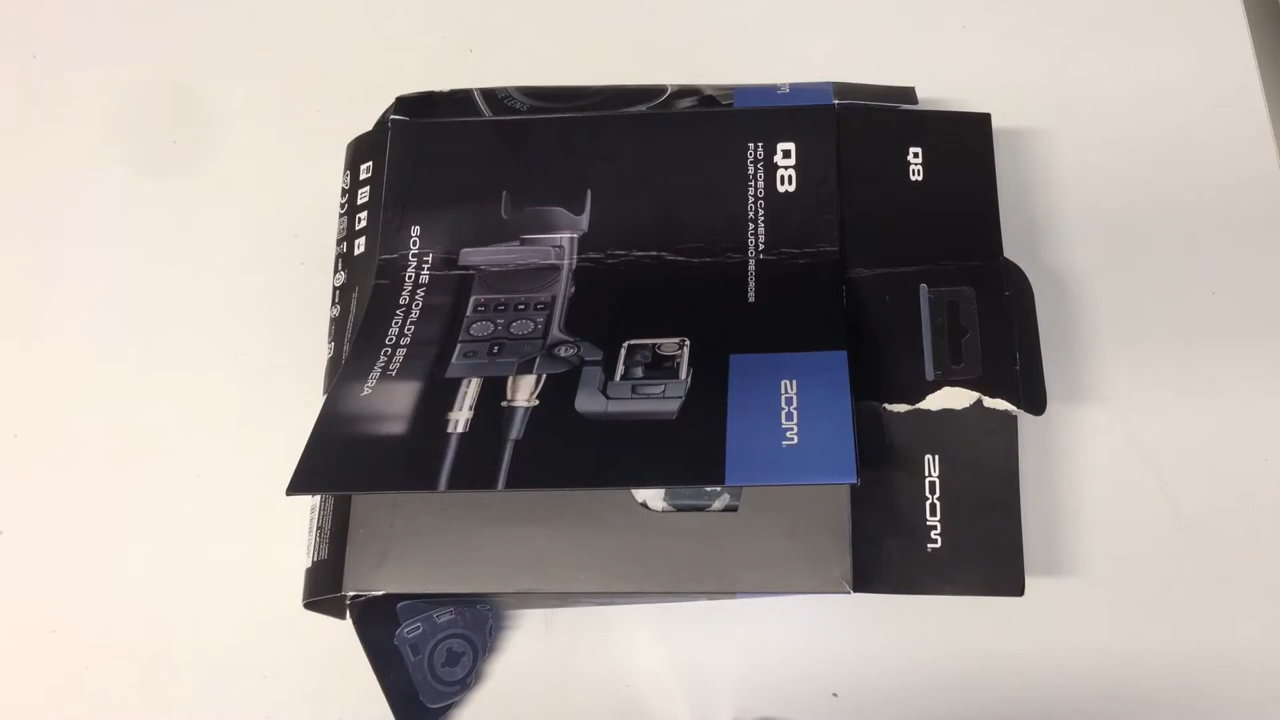 Q8
HD VIDEO CAMERA +
FOUR-TRACK AUDIO RECORDER
THE WORLD'S BEST
SOUNDING VIDEO CAMERA
ZOOM
Q8
ZOOM